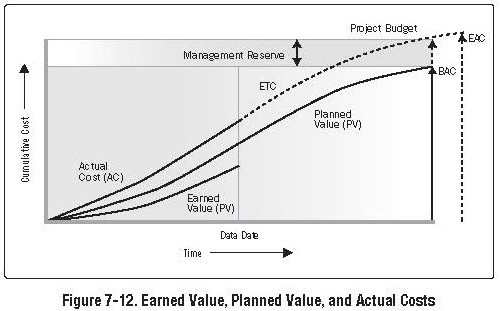 Project Budget
EAC
Management Reserve
BAC
ETC
Cumulative Cost
Planned
Value (PV)
Actual
Cost (AC)
Earned
Value (PV)
Data Date
Time
Figure 7-12. Earned Value, Planned Value, and Actual Costs